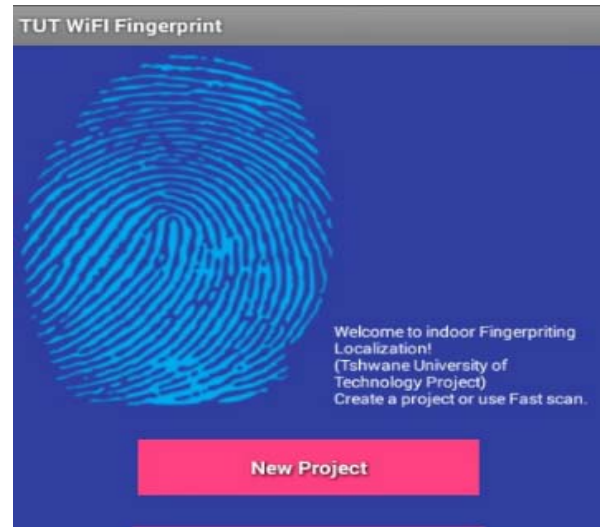 TUT WiFI Fingerprint
Welcome to indoor Fingerpriting
Localization!
(Tshwane University of
Technology Project)
Create a project or use Fast scan.
New Project